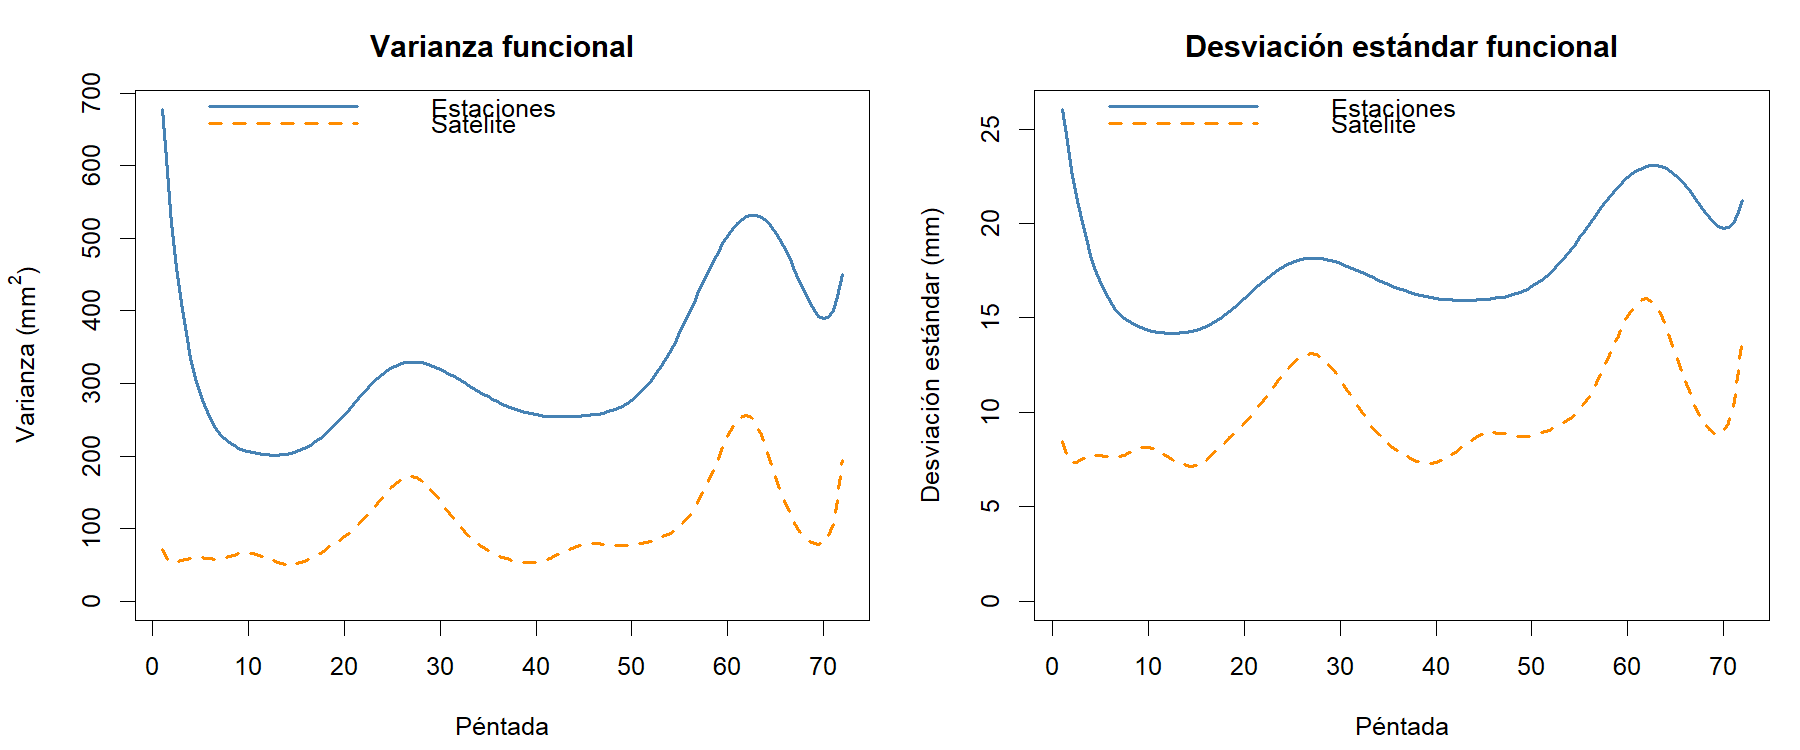 Varianza funcional
Estaciones
Satélite
Varianza (mm²)
700
600
500
400
300
200
100
0
0 10 20 30 40 50 60 70
Péntada
Desviación estándar funcional
Estaciones
Satélite
Desviación estándar (mm)
25
20
15
10
5
0
0 10 20 30 40 50 60 70
Péntada